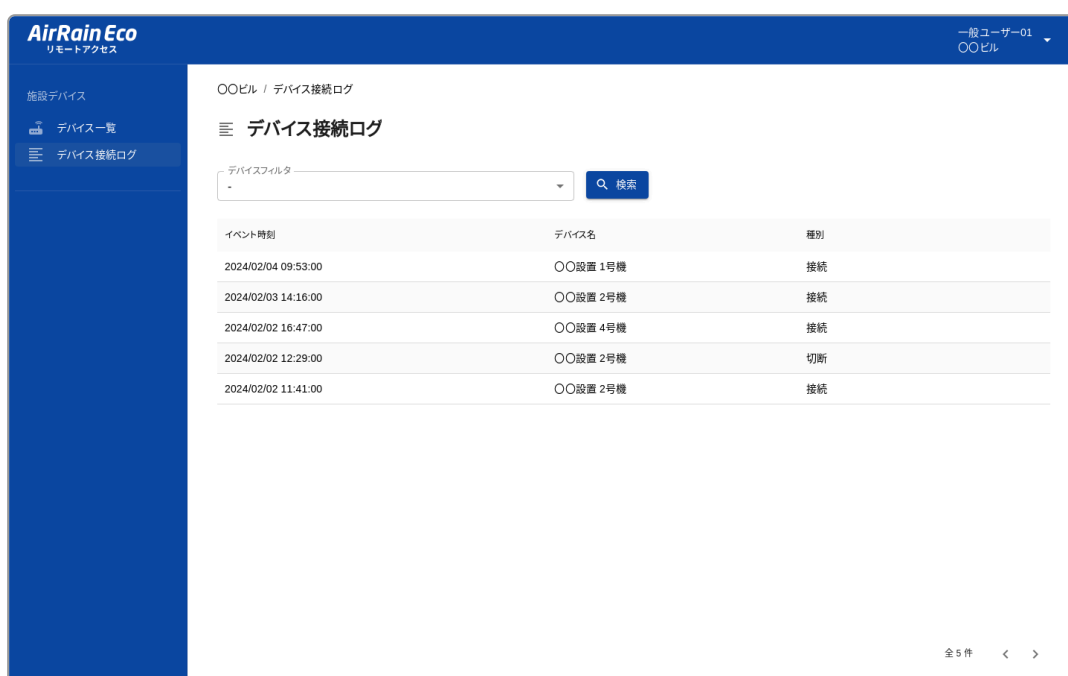 AirRain Eco
リモートアクセス
一般ユーザー01
〇〇ビル
施設デバイス
デバイス一覧
デバイス接続ログ
〇〇ビル / デバイス接続ログ
デバイス接続ログ
デバイスフィルタ
-
検索
イベント時刻 デバイス名 種別
2024/02/04 09:53:00 〇〇設置 1号機 接続
2024/02/03 14:16:00 〇〇設置 2号機 接続
2024/02/02 16:47:00 〇〇設置 4号機 接続
2024/02/02 12:29:00 〇〇設置 2号機 切断
2024/02/02 11:41:00 〇〇設置 2号機 接続
全 5 件